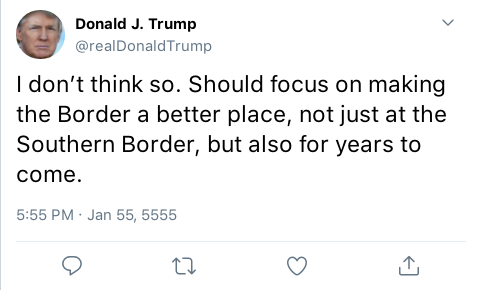 Donald J. Trump
@realDonaldTrump
I don’t think so. Should focus on making
the Border a better place, not just at the
Southern Border, but also for years to
come.
5:55 PM · Jan 55, 5555